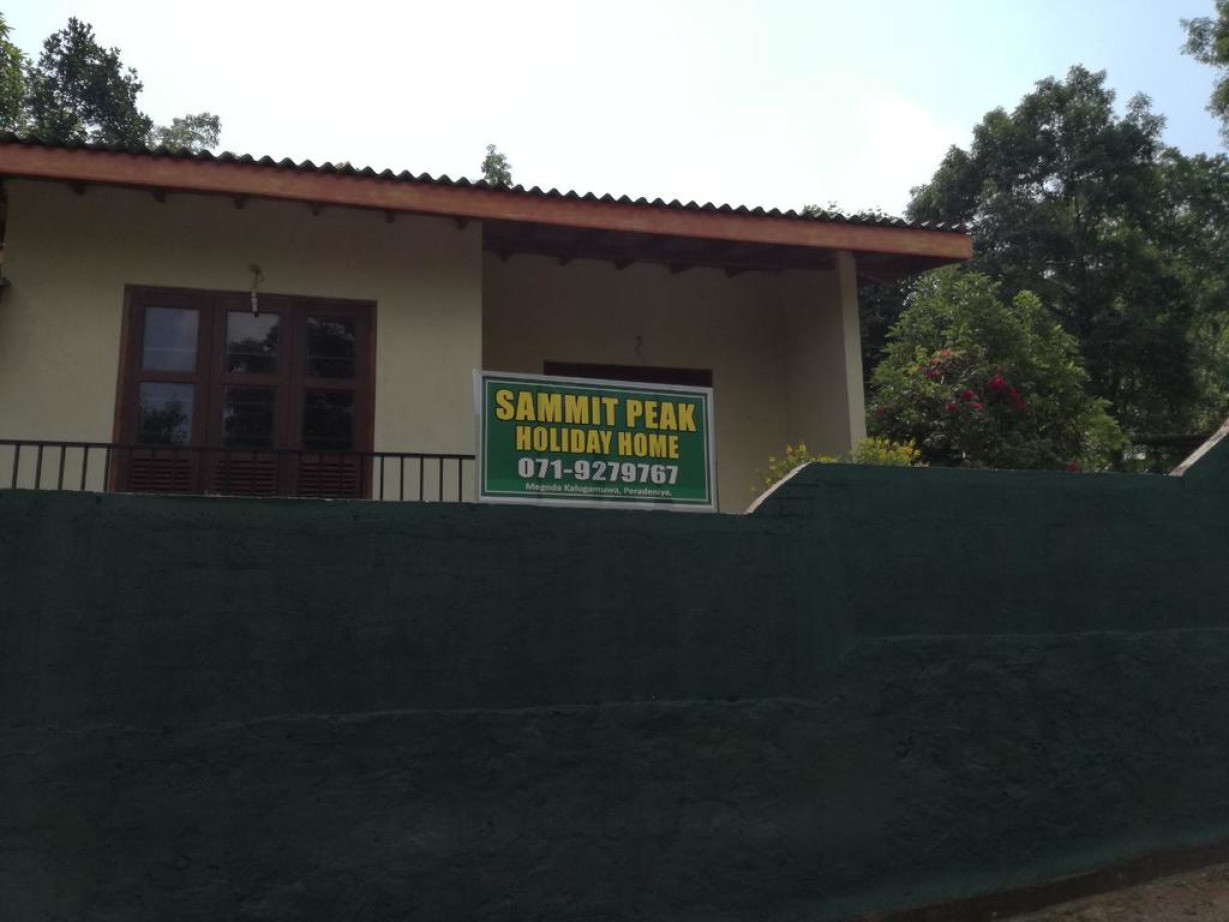 SAMMIT PEAK
HOLIDAY HOME
071-9279767
Megoda Kalugamuwa, Peradeniya.